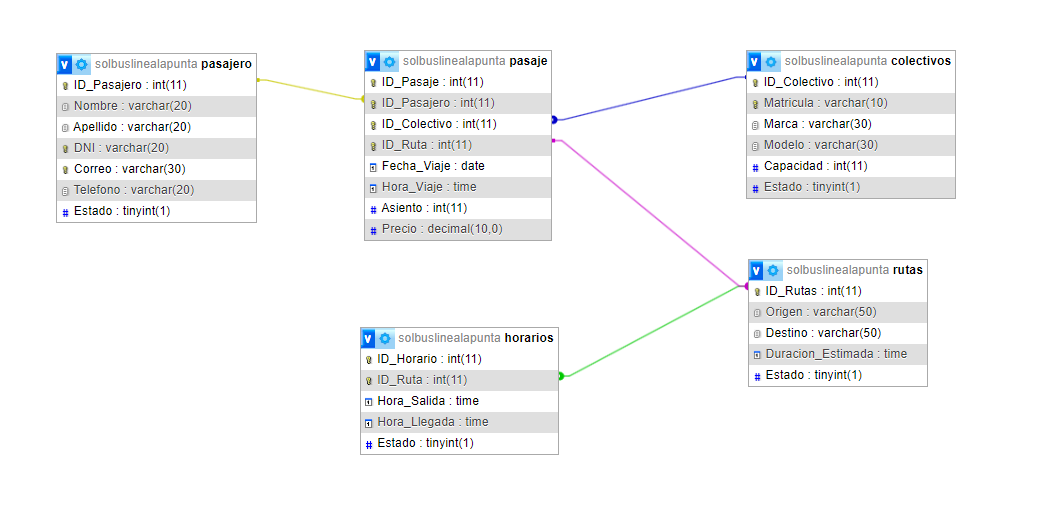 solbuslinealapunta pasajero
ID_Pasajero : int(11)
Nombre : varchar(20)
Apellido : varchar(20)
DNI : varchar(20)
Correo : varchar(30)
Telefono : varchar(20)
Estado : tinyint(1)
solbuslinealapunta pasaje
ID_Pasaje : int(11)
ID_Pasajero : int(11)
ID_Colectivo : int(11)
ID_Ruta : int(11)
Fecha_Viaje : date
Hora_Viaje : time
Asiento : int(11)
Precio : decimal(10,0)
solbuslinealapunta colectivos
ID_Colectivo : int(11)
Matricula : varchar(10)
Marca : varchar(30)
Modelo : varchar(30)
Capacidad : int(11)
Estado : tinyint(1)
solbuslinealapunta rutas
ID_Rutas : int(11)
Origen : varchar(50)
Destino : varchar(50)
Duracion_Estimada : time
Estado : tinyint(1)
solbuslinealapunta horarios
ID_Horario : int(11)
ID_Ruta : int(11)
Hora_Salida : time
Hora_Llegada : time
Estado : tinyint(1)